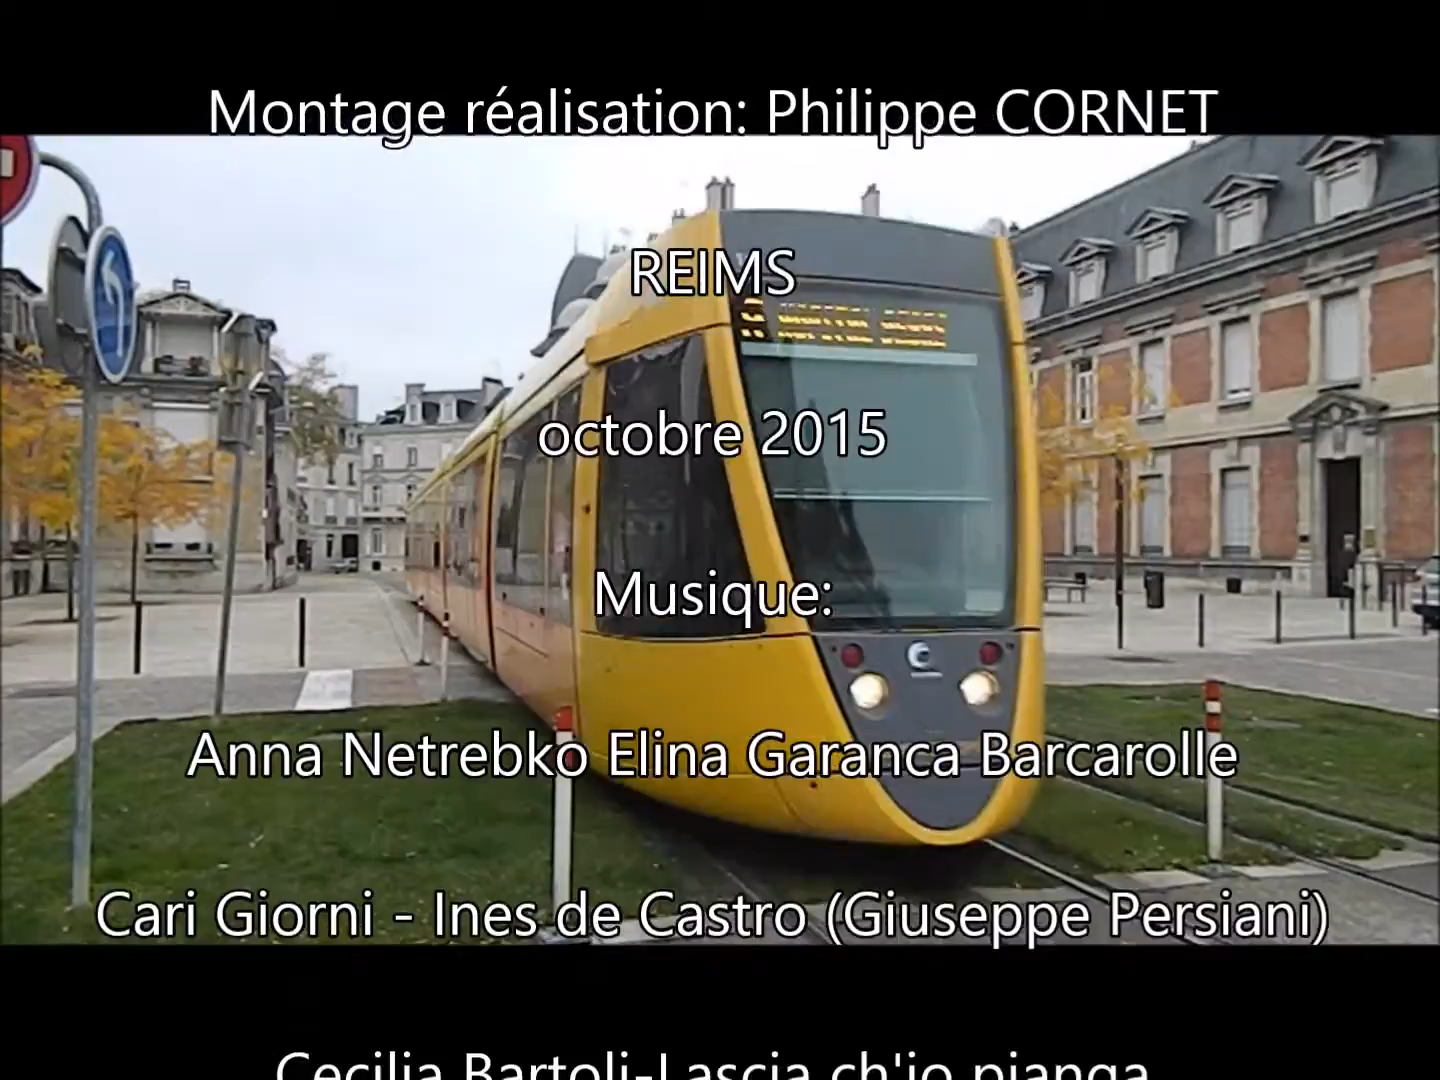 Montage réalisation: Philippe CORNET
REIMS
octobre 2015
Musique:
Anna Netrebko Elina Garanca Barcarolle
Cari Giorni - Ines de Castro (Giuseppe Persiani)
Cecilia Bartoli-Lascia ch'io pianga